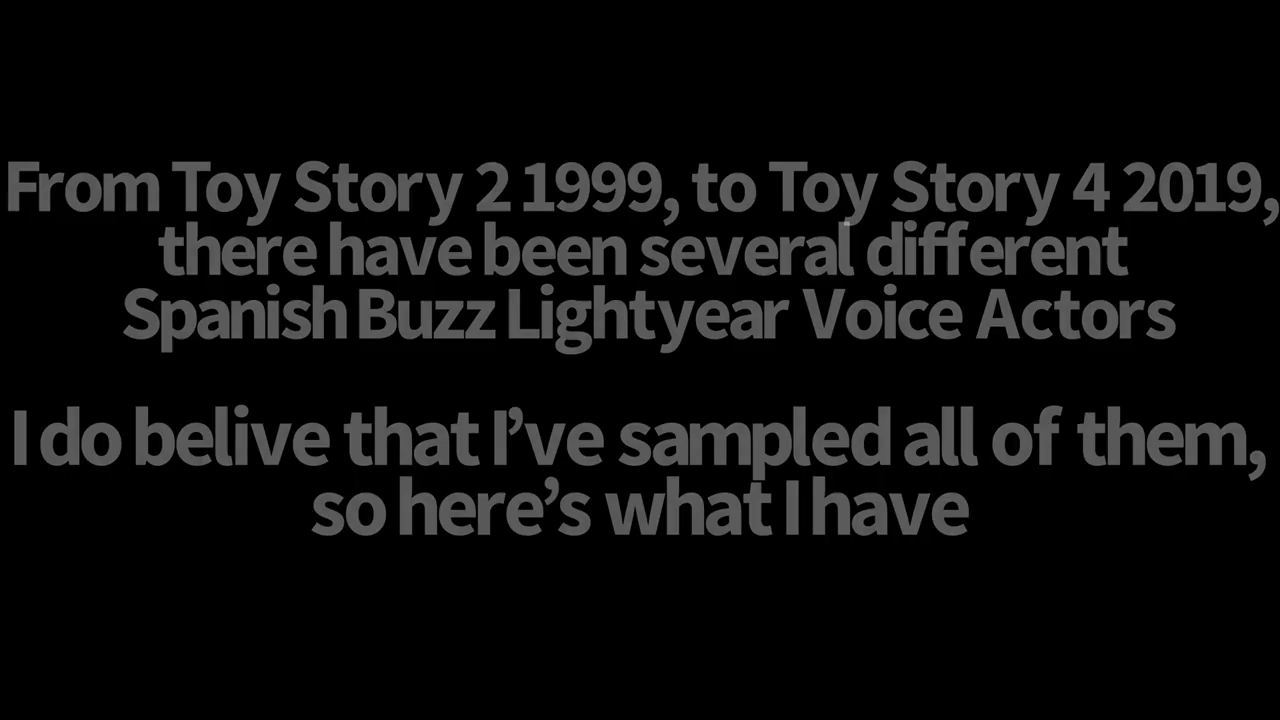 From Toy Story 2 1999, to Toy Story 4 2019,
there have been several different
Spanish Buzz Lightyear Voice Actors
I do belive that I’ve sampled all of them,
so here’s what I have